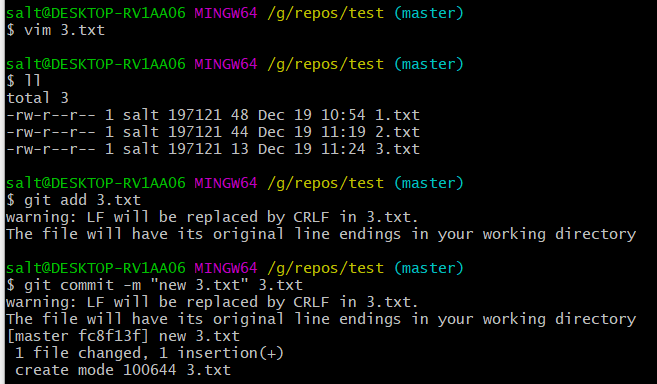 salt@DESKTOP-RV1AA06 MINGW64 /g/repos/test (master)
$ vim 3.txt
salt@DESKTOP-RV1AA06 MINGW64 /g/repos/test (master)
$ ll
total 3
-rw-r--r-- 1 salt 197121 48 Dec 19 10:54 1.txt
-rw-r--r-- 1 salt 197121 44 Dec 19 11:19 2.txt
-rw-r--r-- 1 salt 197121 13 Dec 19 11:24 3.txt
salt@DESKTOP-RV1AA06 MINGW64 /g/repos/test (master)
$ git add 3.txt
warning: LF will be replaced by CRLF in 3.txt.
The file will have its original line endings in your working directory
salt@DESKTOP-RV1AA06 MINGW64 /g/repos/test (master)
$ git commit -m "new 3.txt" 3.txt
warning: LF will be replaced by CRLF in 3.txt.
The file will have its original line endings in your working directory
[master fc8f13f] new 3.txt
 1 file changed, 1 insertion(+)
 create mode 100644 3.txt